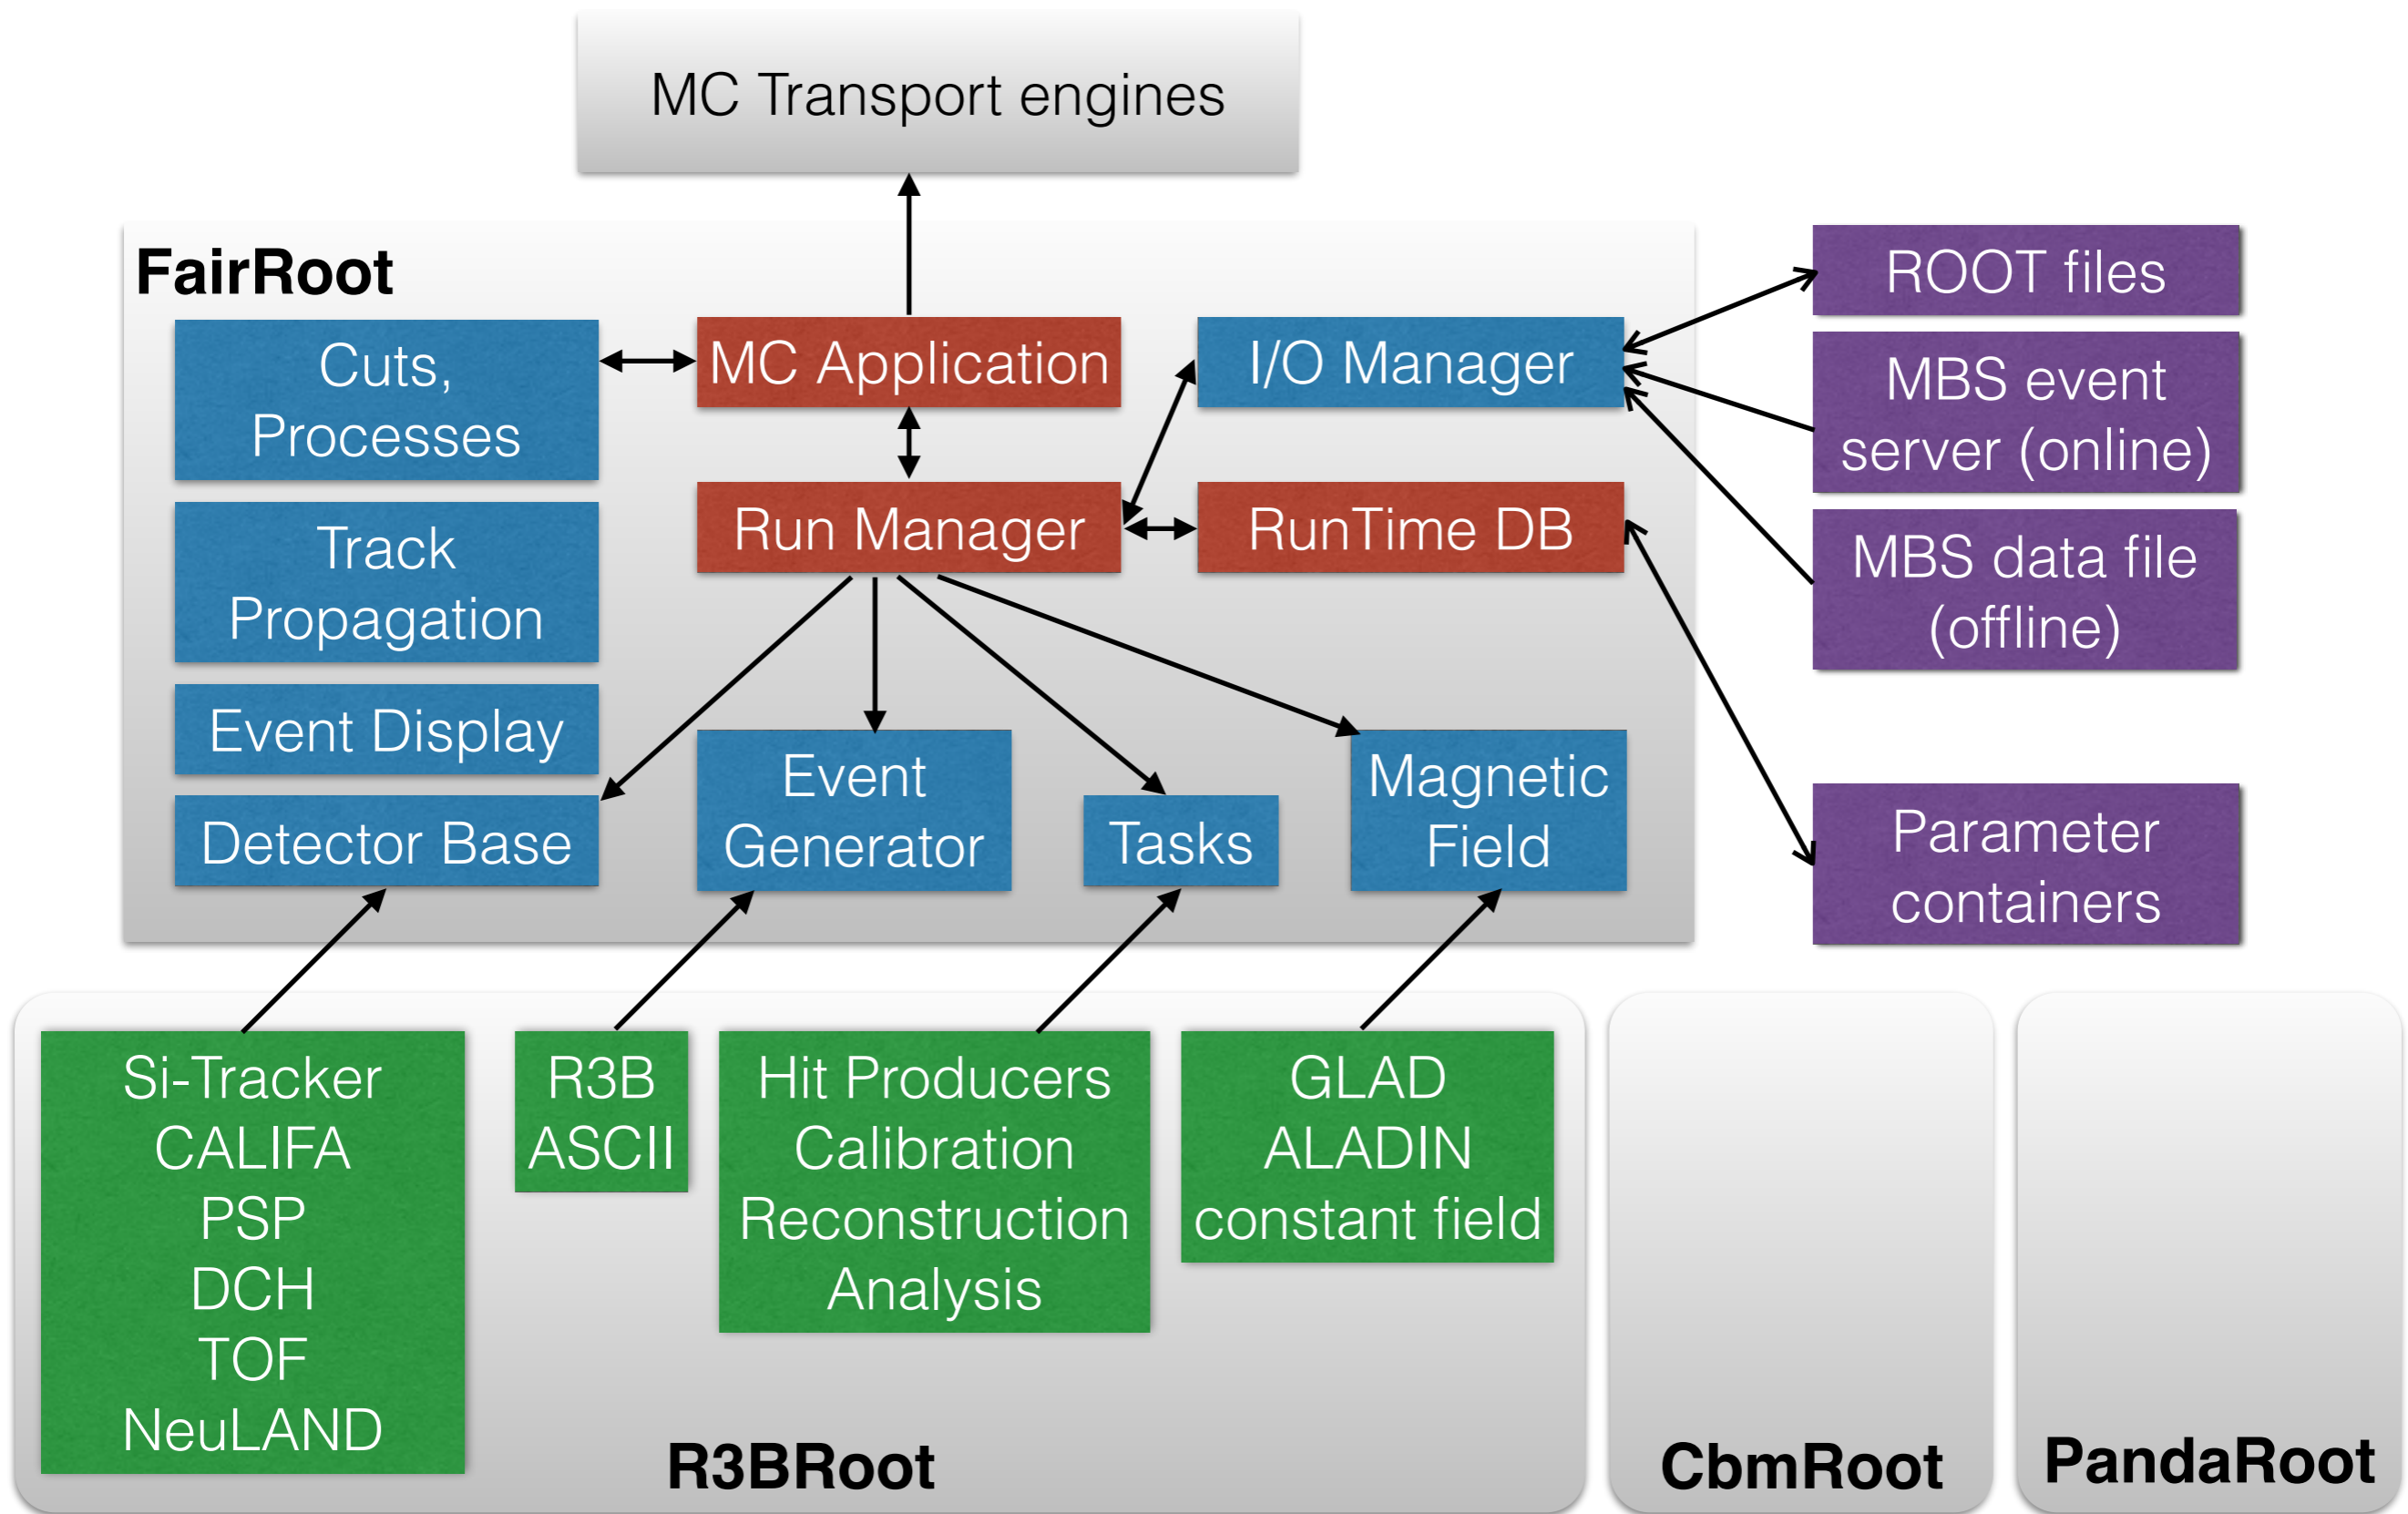 MC Transport engines
FairRoot
Cuts,
Processes
MC Application
I/O Manager
Track
Propagation
Run Manager
RunTime DB
Event Display
Detector Base
Event
Generator
Tasks
Magnetic
Field
ROOT files
MBS event
server (online)
MBS data file
(offline)
Parameter
containers
Si-Tracker
CALIFA
PSP
DCH
TOF
NeuLAND
R3B
ASCII
Hit Producers
Calibration
Reconstruction
Analysis
GLAD
ALADIN
constant field
R3BRoot
CbmRoot
PandaRoot